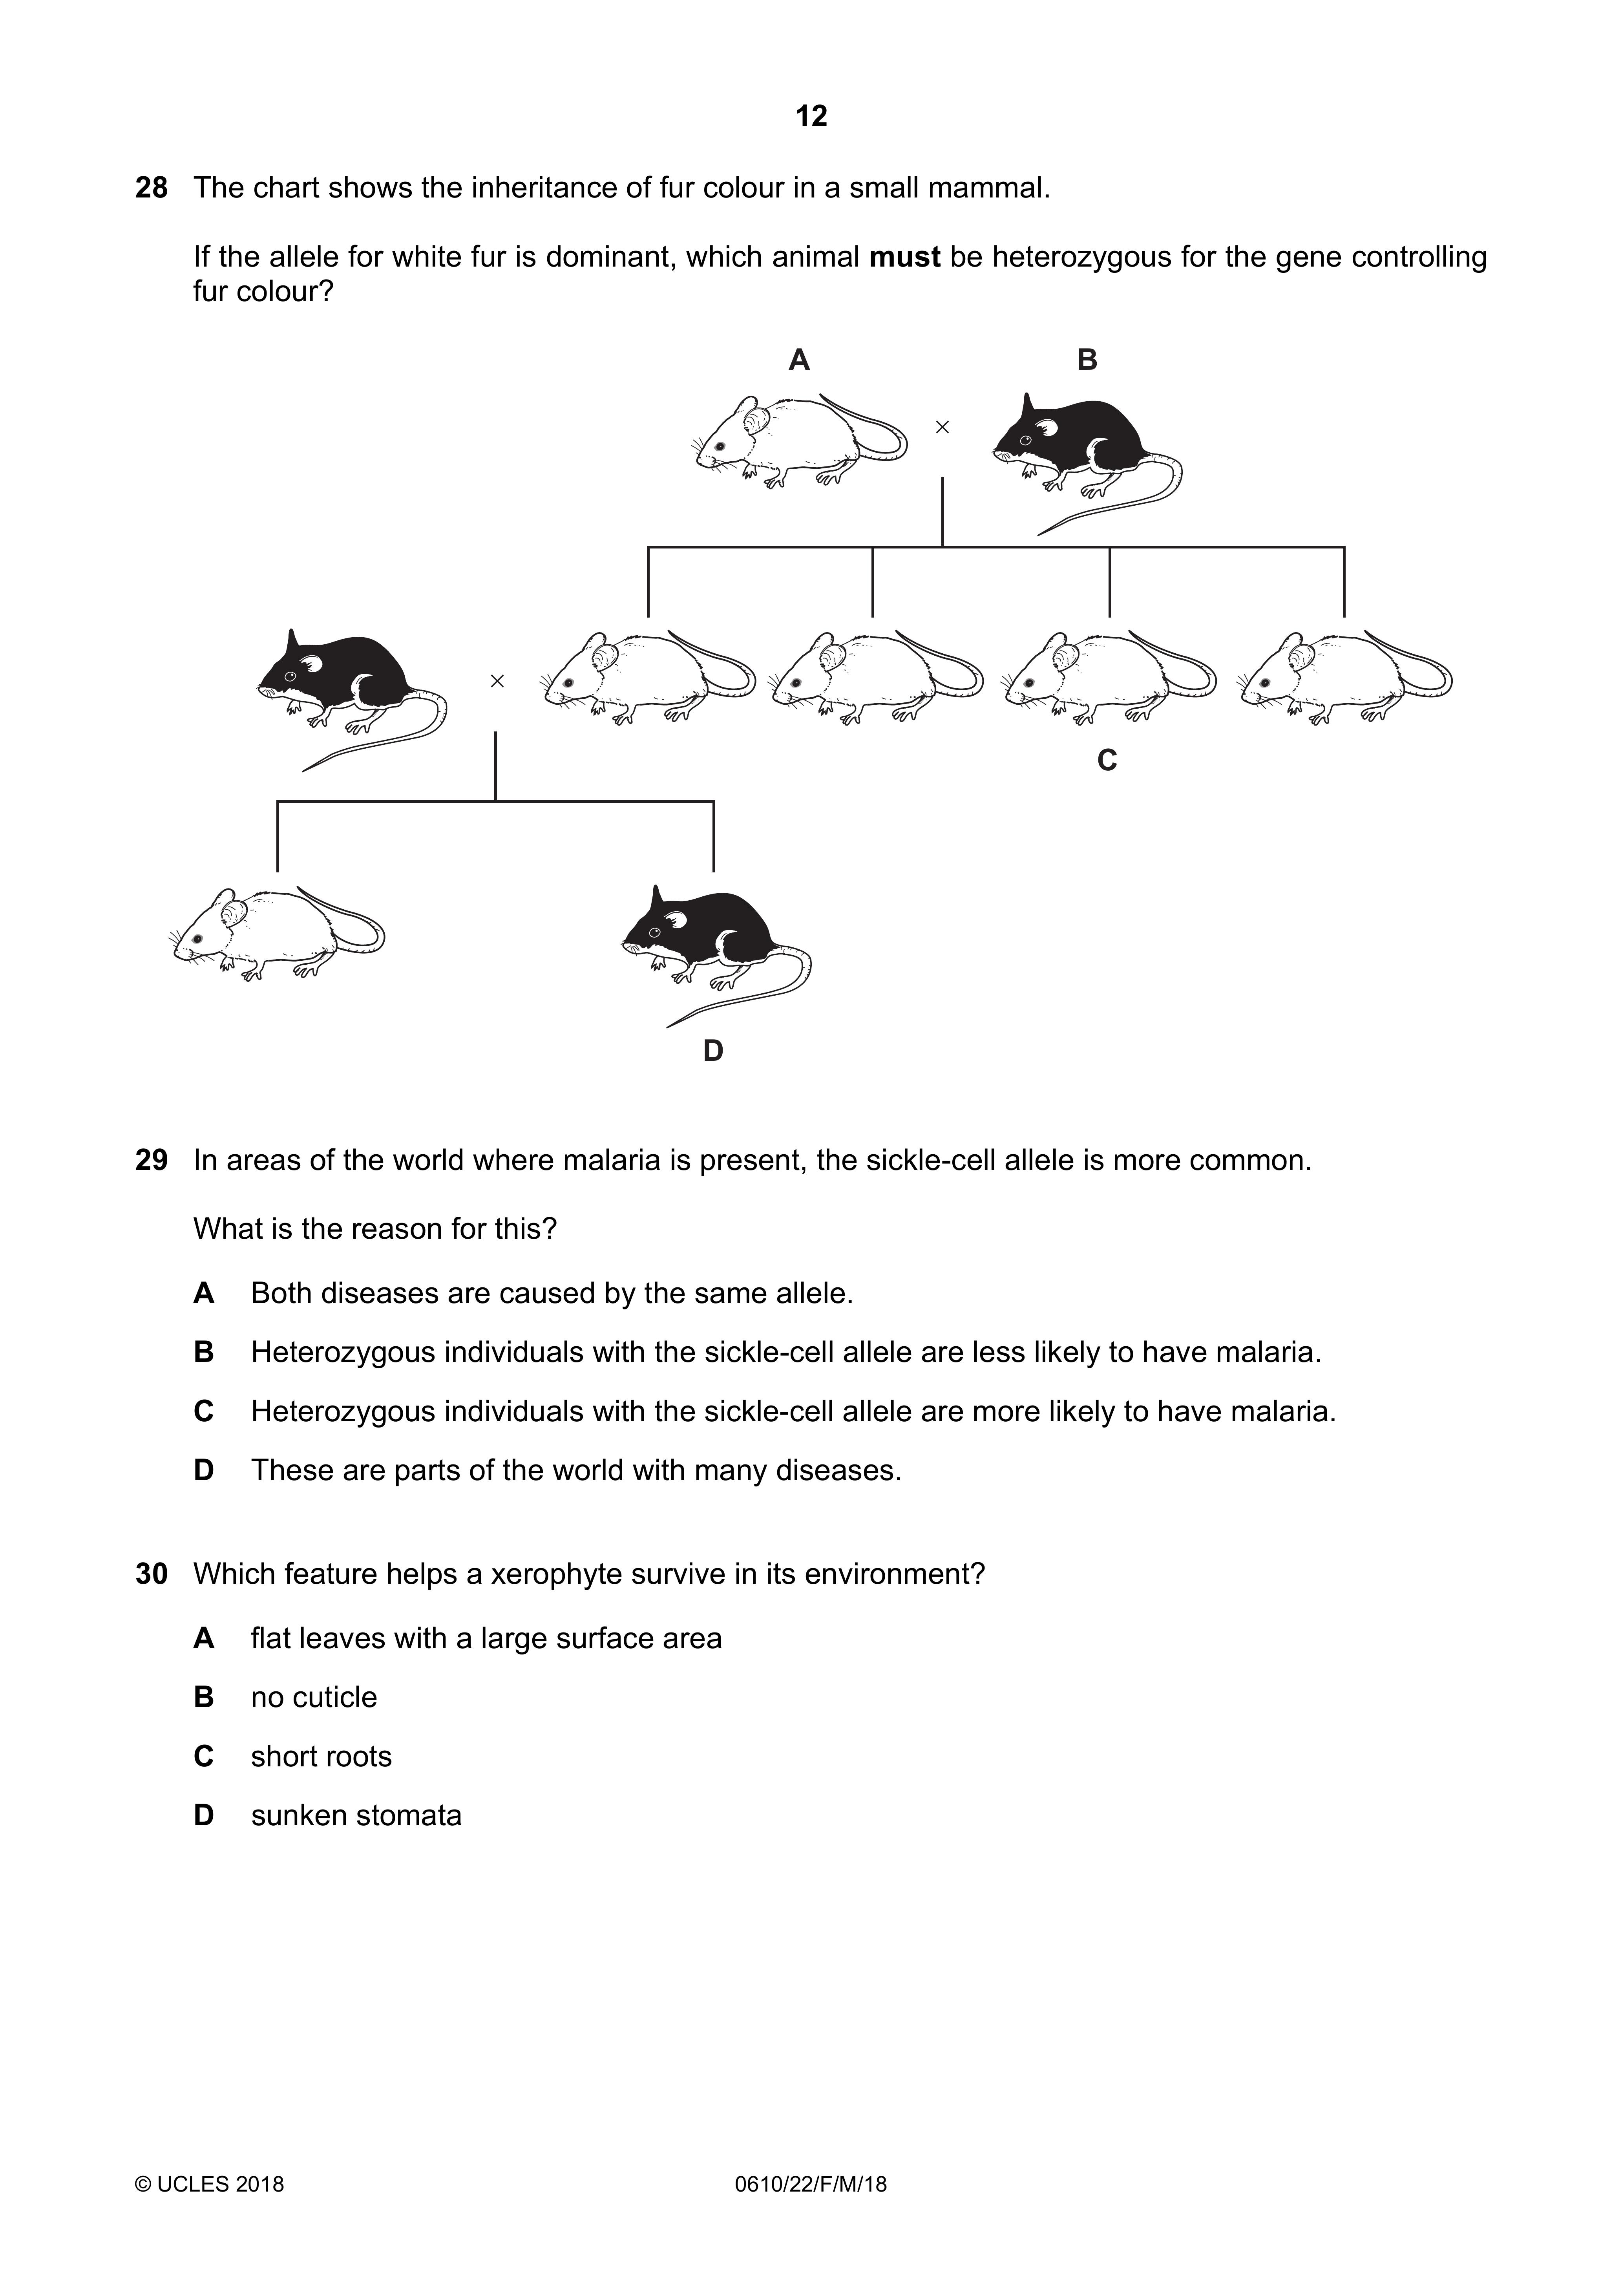 12
28 The chart shows the inheritance of fur colour in a small mammal.
If the allele for white fur is dominant, which animal must be heterozygous for the gene controlling
fur colour?
A B
×
×
C
D
29 In areas of the world where malaria is present, the sickle-cell allele is more common.
What is the reason for this?
A Both diseases are caused by the same allele.
B Heterozygous individuals with the sickle-cell allele are less likely to have malaria.
C Heterozygous individuals with the sickle-cell allele are more likely to have malaria.
D These are parts of the world with many diseases.
30 Which feature helps a xerophyte survive in its environment?
A flat leaves with a large surface area
B no cuticle
C short roots
D sunken stomata
© UCLES 2018 0610/22/F/M/18